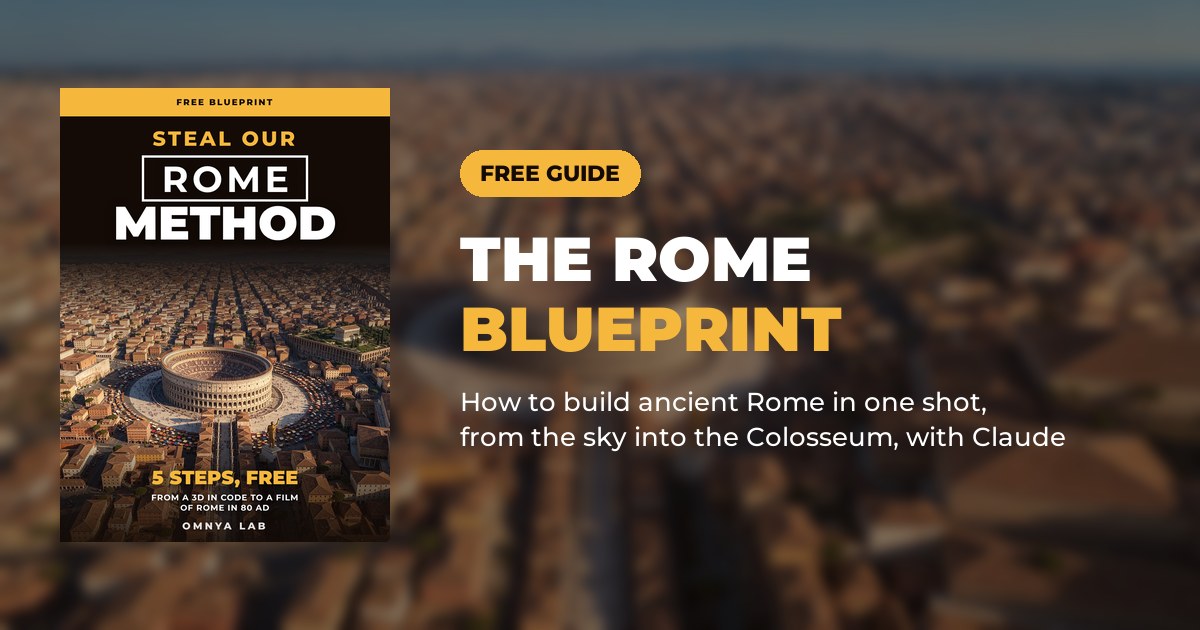 FREE BLUEPRINT
STEAL OUR
ROME
METHOD
5 STEPS, FREE
FROM A 3D IN CODE TO A FILM
OF ROME IN 80 AD
OMNYA LAB
FREE GUIDE
THE ROME
BLUEPRINT
How to build ancient Rome in one shot,
from the sky into the Colosseum, with Claude